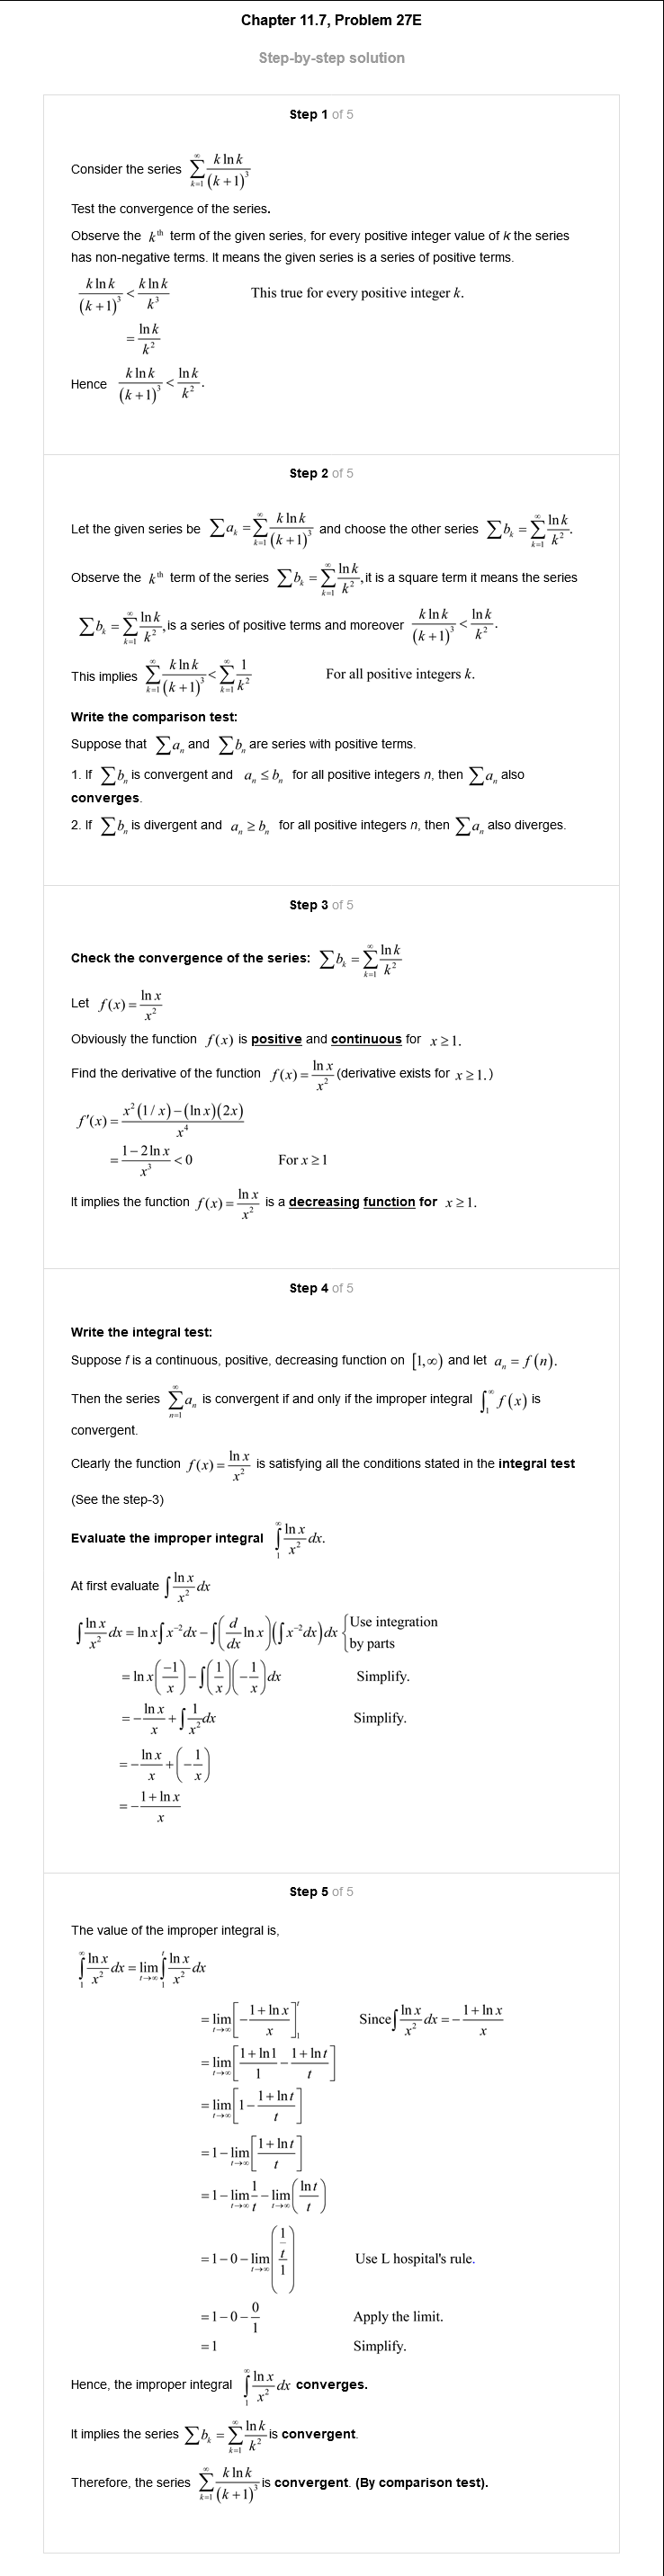 Chapter 11.7, Problem 27E
Step-by-step solution
Step 1 of 5
Consider the series $\sum_{k=1}^{\infty} \frac{k \ln k}{(k+1)^3}$
Test the convergence of the series.
Observe the $k^{th}$ term of the given series, for every positive integer value of k the series
has non-negative terms. It means the given series is a series of positive terms.
$\frac{k \ln k}{(k+1)^3} < \frac{k \ln k}{k^3}$ This true for every positive integer k.
$= \frac{\ln k}{k^2}$
Hence $\frac{k \ln k}{(k+1)^3} < \frac{\ln k}{k^2}.$
Step 2 of 5
Let the given series be $\sum a_k = \sum_{k=1}^{\infty} \frac{k \ln k}{(k+1)^3}$ and choose the other series $\sum b_k = \sum_{k=1}^{\infty} \frac{\ln k}{k^2}.$
Observe the $k^{th}$ term of the series $\sum b_k = \sum_{k=1}^{\infty} \frac{\ln k}{k^2}$, it is a square term it means the series
$\sum b_k = \sum_{k=1}^{\infty} \frac{\ln k}{k^2}$, is a series of positive terms and moreover $\frac{k \ln k}{(k+1)^3} < \frac{\ln k}{k^2}.$
This implies $\sum_{k=1}^{\infty} \frac{k \ln k}{(k+1)^3} < \sum_{k=1}^{\infty} \frac{1}{k^2}$ For all positive integers k.
Write the comparison test:
Suppose that $\sum a_n$ and $\sum b_n$ are series with positive terms.
1. If $\sum b_n$ is convergent and $a_n \leq b_n$ for all positive integers n, then $\sum a_n$ also
converges.
2. If $\sum b_n$ is divergent and $a_n \geq b_n$ for all positive integers n, then $\sum a_n$ also diverges.
Step 3 of 5
Check the convergence of the series: $\sum b_k = \sum_{k=1}^{\infty} \frac{\ln k}{k^2}$
Let $f(x) = \frac{\ln x}{x^2}$
Obviously the function $f(x)$ is positive and continuous for $x \geq 1.$
Find the derivative of the function $f(x) = \frac{\ln x}{x^2}$ (derivative exists for $x \geq 1.$)
$f'(x) = \frac{x^2(1/x) - (\ln x)(2x)}{x^4}$
$= \frac{1 - 2\ln x}{x^3} < 0$ For $x \geq 1$
It implies the function $f(x) = \frac{\ln x}{x^2}$ is a decreasing function for $x \geq 1.$
Step 4 of 5
Write the integral test:
Suppose f is a continuous, positive, decreasing function on $[1, \infty)$ and let $a_n = f(n).$
Then the series $\sum_{n=1}^{\infty} a_n$ is convergent if and only if the improper integral $\int_1^{\infty} f(x)$ is
convergent.
Clearly the function $f(x) = \frac{\ln x}{x^2}$ is satisfying all the conditions stated in the integral test
(See the step-3)
Evaluate the improper integral $\int_1^{\infty} \frac{\ln x}{x^2} dx.$
At first evaluate $\int \frac{\ln x}{x^2} dx$
$\int \frac{\ln x}{x^2} dx = \ln x \int x^{-2} dx - \int \left(\frac{d}{dx} \ln x\right) \left(\int x^{-2} dx\right) dx$ { Use integration
by parts
$= \ln x \left(\frac{-1}{x}\right) - \int \left(\frac{1}{x}\right) \left(-\frac{1}{x}\right) dx$ Simplify.
$= -\frac{\ln x}{x} + \int \frac{1}{x^2} dx$ Simplify.
$= -\frac{\ln x}{x} + \left(-\frac{1}{x}\right)$
$= -\frac{1 + \ln x}{x}$
Step 5 of 5
The value of the improper integral is,
$\int_1^{\infty} \frac{\ln x}{x^2} dx = \lim_{t \to \infty} \int_1^t \frac{\ln x}{x^2} dx$
$= \lim_{t \to \infty} \left[-\frac{1 + \ln x}{x}\right]_1^t$ Since $\int \frac{\ln x}{x^2} dx = -\frac{1 + \ln x}{x}$
$= \lim_{t \to \infty} \left[\frac{1 + \ln 1}{1} - \frac{1 + \ln t}{t}\right]$
$= \lim_{t \to \infty} \left[1 - \frac{1 + \ln t}{t}\right]$
$= 1 - \lim_{t \to \infty} \left[\frac{1 + \ln t}{t}\right]$
$= 1 - \lim_{t \to \infty} \frac{1}{t} - \lim_{t \to \infty} \left(\frac{\ln t}{t}\right)$
$= 1 - 0 - \lim_{t \to \infty} \left(\frac{\frac{1}{t}}{1}\right)$ Use L hospital's rule.
$= 1 - 0 - \frac{0}{1}$ Apply the limit.
$= 1$ Simplify.
Hence, the improper integral $\int_1^{\infty} \frac{\ln x}{x^2} dx$ converges.
It implies the series $\sum b_k = \sum_{k=1}^{\infty} \frac{\ln k}{k^2}$ is convergent.
Therefore, the series $\sum_{k=1}^{\infty} \frac{k \ln k}{(k+1)^3}$ is convergent. (By comparison test).